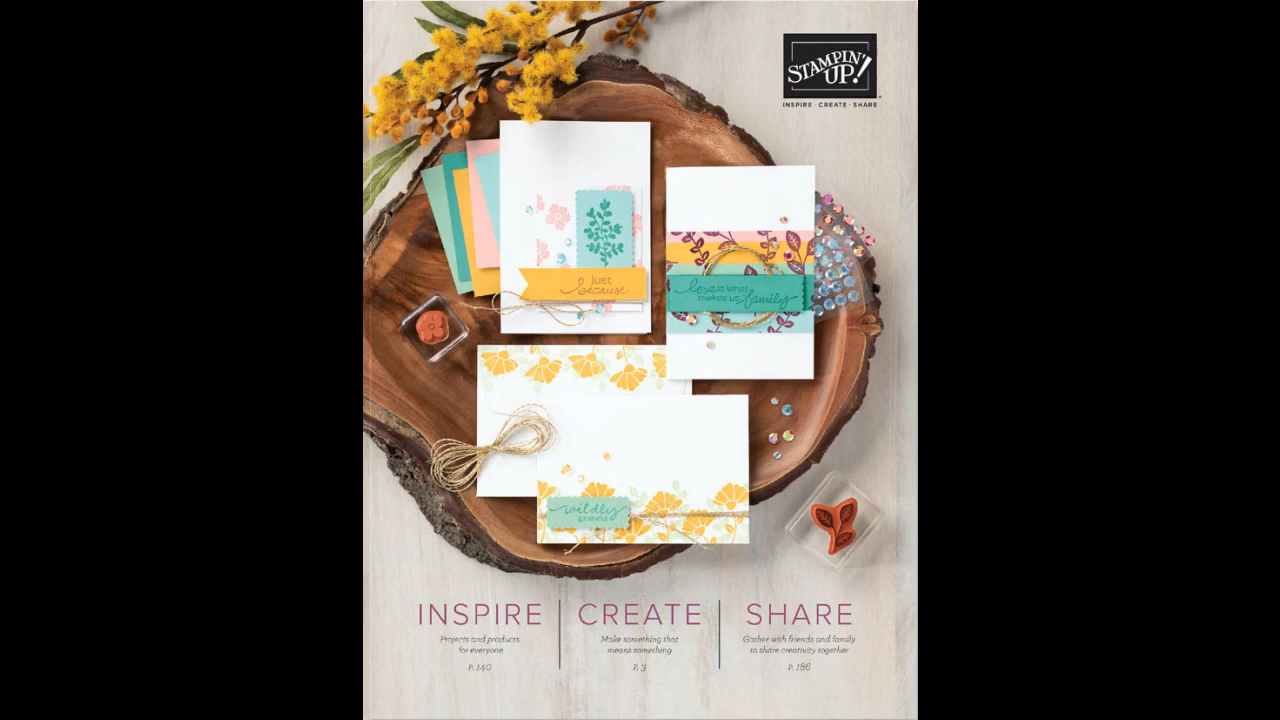 STAMPIN'
UP!
INSPIRE · CREATE · SHARE
just
because
love is what
makes us family
wildly
grateful
INSPIRE
Projects and products
for everyone
P. 140
CREATE
Make something that
means something
P. 3
SHARE
Gather with friends and family
to share creativity together
P. 186